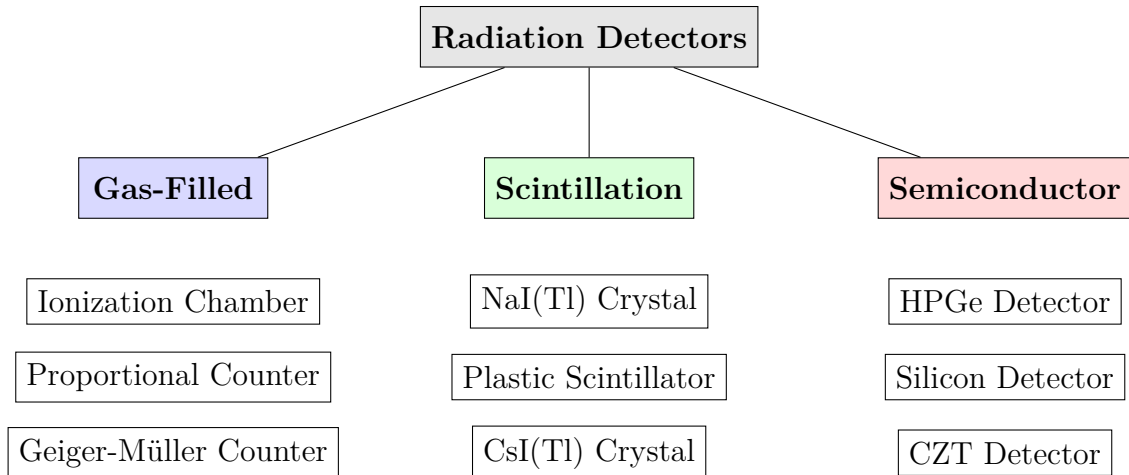 Radiation Detectors
Gas-Filled
Scintillation
Semiconductor
Ionization Chamber
NaI(Tl) Crystal
HPGe Detector
Proportional Counter
Plastic Scintillator
Silicon Detector
Geiger-Müller Counter
CsI(Tl) Crystal
CZT Detector